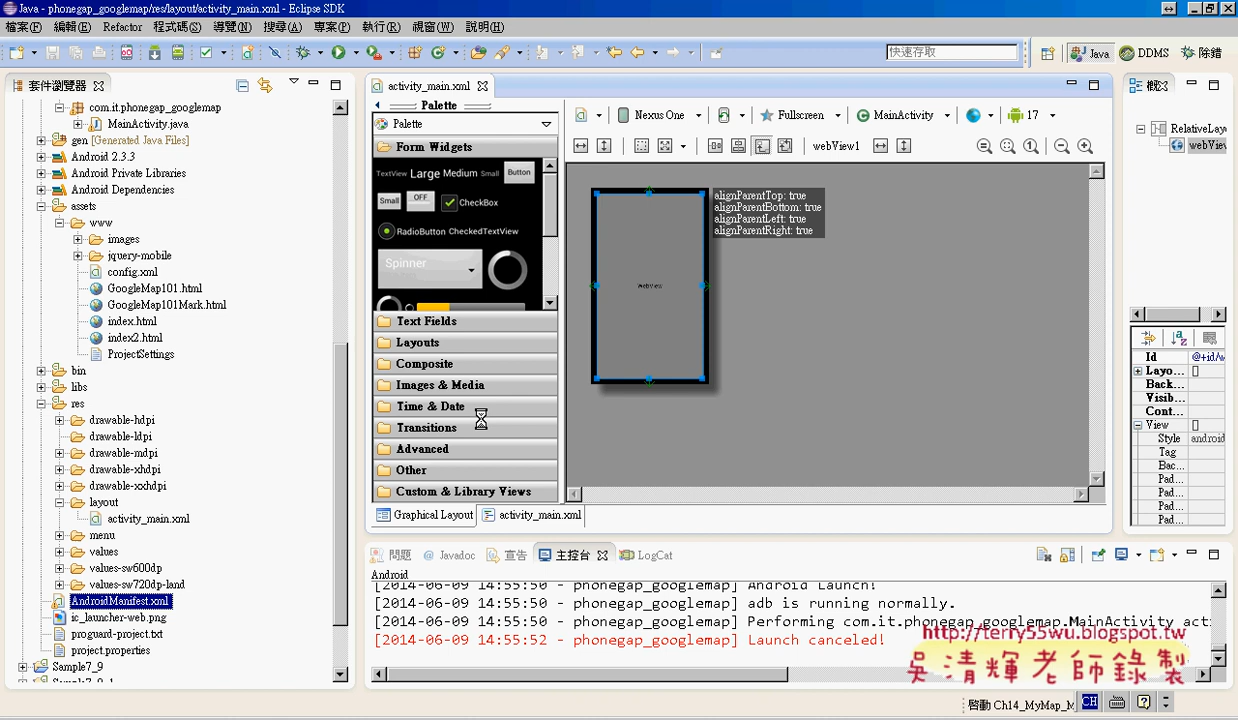 Java - phonegap_googlemap/res/layout/activity_main.xml - Eclipse SDK
檔案(F) 編輯(E) Refactor 程式碼(S) 導覽(N) 搜尋(A) 專案(P) 執行(R) 視窗(W) 說明(H)
快速存取
Java DDMS 除錯
套件瀏覽器
com.it.phonegap_googlemap
MainActivity.java
gen [Generated Java Files]
Android 2.3.3
Android Private Libraries
Android Dependencies
assets
www
images
jquery-mobile
config.xml
GoogleMap101.html
GoogleMap101Mark.html
index.html
index2.html
ProjectSettings
bin
libs
res
drawable-hdpi
drawable-ldpi
drawable-mdpi
drawable-xhdpi
drawable-xxhdpi
layout
activity_main.xml
menu
values
values-sw600dp
values-sw720dp-land
AndroidManifest.xml
ic_launcher-web.png
proguard-project.txt
project.properties
Sample7_9
activity_main.xml
Palette
Palette
Form Widgets
TextView Large Medium Small Button
Small OFF CheckBox
RadioButton CheckedTextView
Spinner
Text Fields
Layouts
Composite
Images & Media
Time & Date
Transitions
Advanced
Other
Custom & Library Views
Graphical Layout activity_main.xml
Nexus One Fullscreen MainActivity 17
webView1
WebView
alignParentTop: true
alignParentBottom: true
alignParentLeft: true
alignParentRight: true
RelativeLay
webView
Id @+id/w
Layo... []
Back...
Visib...
Cont...
View []
Style android
Tag
Bac...
Pad...
Pad...
Pad...
Pad...
問題 @ Javadoc 宣告 主控台 LogCat
Android
[2014-06-09 14:55:50 - phonegap_googlemap] Android Launch!
[2014-06-09 14:55:50 - phonegap_googlemap] adb is running normally.
[2014-06-09 14:55:50 - phonegap_googlemap] Performing com.it.phonegap_googlemap.MainActivity acti
[2014-06-09 14:55:52 - phonegap_googlemap] Launch canceled!
http://terry55wu.blogspot.tw
吳清輝老師錄製
啟動 Ch14_MyMap_M
CH